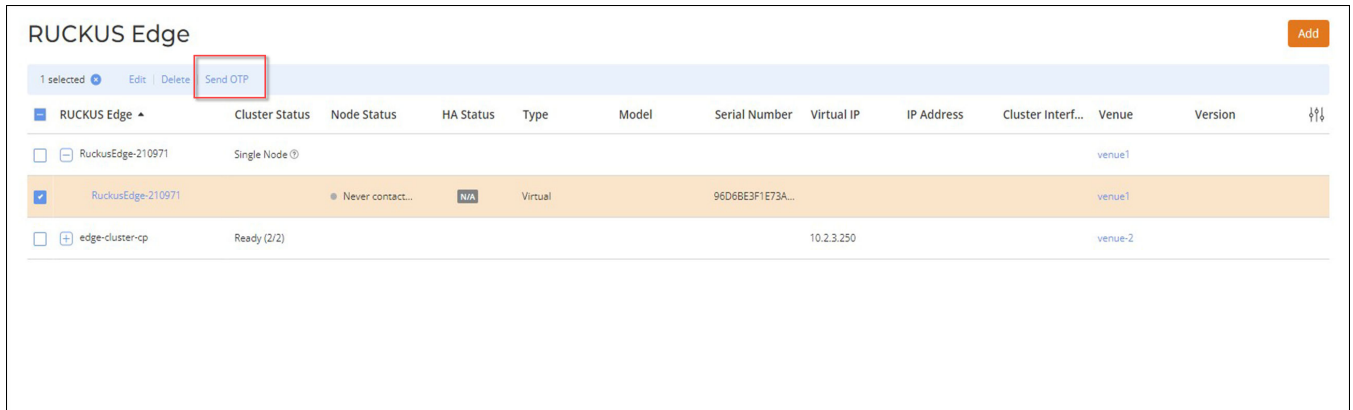 RUCKUS Edge
Add
1 selected Edit Delete Send OTP
RUCKUS Edge Cluster Status Node Status HA Status Type Model Serial Number Virtual IP IP Address Cluster Interf... Venue Version
RuckusEdge-210971 Single Node venue1
RuckusEdge-210971 Never contact... N/A Virtual 96D6BE3F1E73A... venue1
edge-cluster-cp Ready (2/2) 10.2.3.250 venue-2